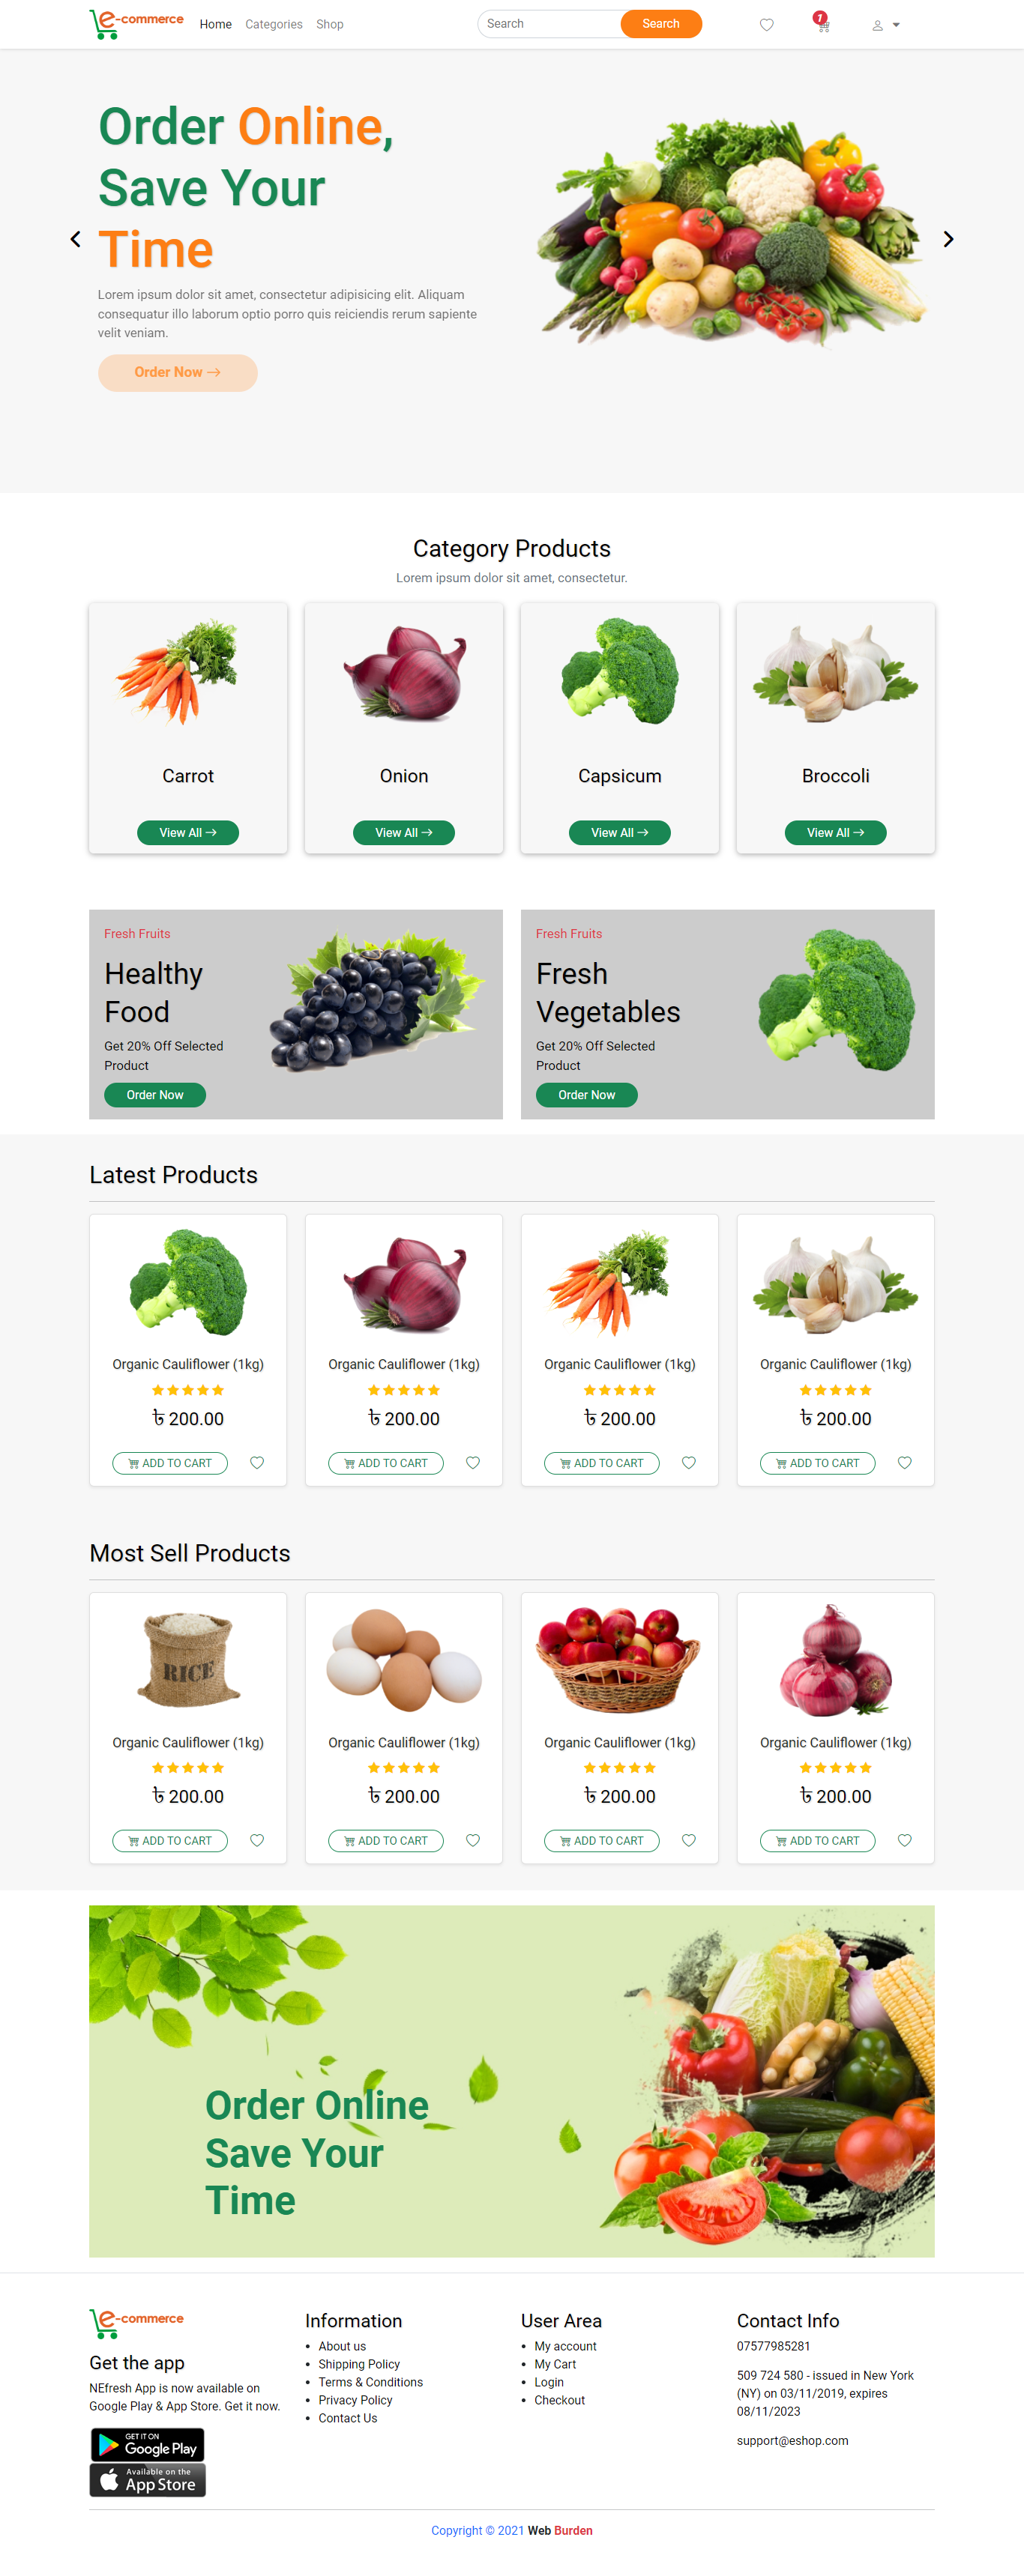 e-commerce
Home Categories Shop
Search
Search
1
Order Online,
Save Your
Time
Lorem ipsum dolor sit amet, consectetur adipisicing elit. Aliquam
consequatur illo laborum optio porro quis reiciendis rerum sapiente
velit veniam.
Order Now →
Category Products
Lorem ipsum dolor sit amet, consectetur.
Carrot
View All →
Onion
View All →
Capsicum
View All →
Broccoli
View All →
Fresh Fruits
Healthy
Food
Get 20% Off Selected
Product
Order Now
Fresh Fruits
Fresh
Vegetables
Get 20% Off Selected
Product
Order Now
Latest Products
Organic Cauliflower (1kg)
৳ 200.00
ADD TO CART
Organic Cauliflower (1kg)
৳ 200.00
ADD TO CART
Organic Cauliflower (1kg)
৳ 200.00
ADD TO CART
Organic Cauliflower (1kg)
৳ 200.00
ADD TO CART
Most Sell Products
RICE
Organic Cauliflower (1kg)
৳ 200.00
ADD TO CART
Organic Cauliflower (1kg)
৳ 200.00
ADD TO CART
Organic Cauliflower (1kg)
৳ 200.00
ADD TO CART
Organic Cauliflower (1kg)
৳ 200.00
ADD TO CART
Order Online
Save Your
Time
e-commerce
Get the app
NEfresh App is now available on
Google Play & App Store. Get it now.
GET IT ON
Google Play
Available on the
App Store
Information
• About us
• Shipping Policy
• Terms & Conditions
• Privacy Policy
• Contact Us
User Area
• My account
• My Cart
• Login
• Checkout
Contact Info
07577985281
509 724 580 - issued in New York
(NY) on 03/11/2019, expires
08/11/2023
support@eshop.com
Copyright © 2021 Web Burden